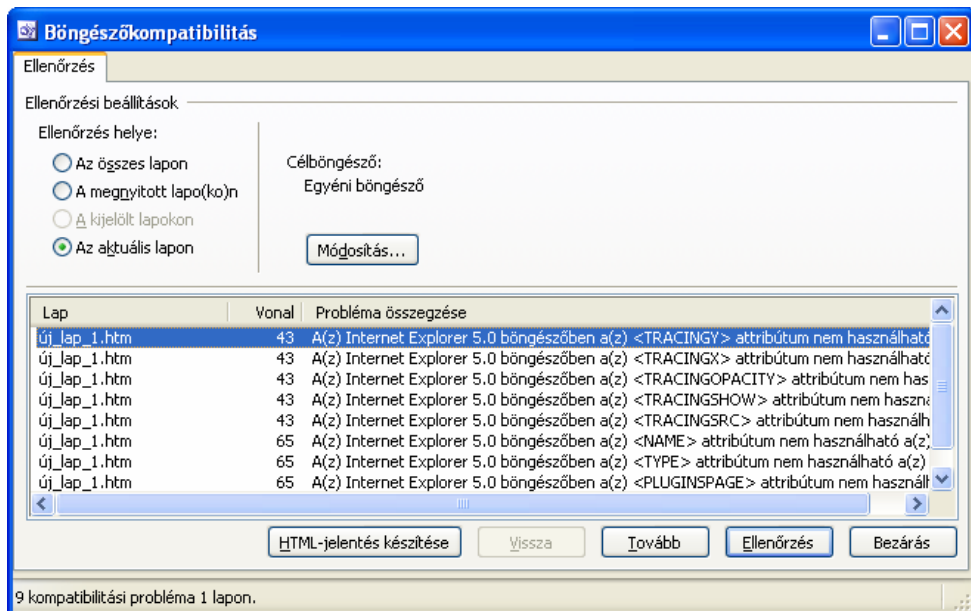 Böngészőkompatibilitás
Ellenőrzés
Ellenőrzési beállítások
Ellenőrzés helye:
Az összes lapon
A megnyitott lapo(ko)n
A kijelölt lapokon
Az aktuális lapon
Célböngésző:
Egyéni böngésző
Módosítás...
Lap Vonal Probléma összegzése
új_lap_1.htm 43 A(z) Internet Explorer 5.0 böngészőben a(z) <TRACINGY> attribútum nem használható
új_lap_1.htm 43 A(z) Internet Explorer 5.0 böngészőben a(z) <TRACINGX> attribútum nem használható
új_lap_1.htm 43 A(z) Internet Explorer 5.0 böngészőben a(z) <TRACINGOPACITY> attribútum nem has
új_lap_1.htm 43 A(z) Internet Explorer 5.0 böngészőben a(z) <TRACINGSHOW> attribútum nem haszná
új_lap_1.htm 43 A(z) Internet Explorer 5.0 böngészőben a(z) <TRACINGSRC> attribútum nem használh
új_lap_1.htm 65 A(z) Internet Explorer 5.0 böngészőben a(z) <NAME> attribútum nem használható a(z)
új_lap_1.htm 65 A(z) Internet Explorer 5.0 böngészőben a(z) <TYPE> attribútum nem használható a(z)
új_lap_1.htm 65 A(z) Internet Explorer 5.0 böngészőben a(z) <PLUGINSPAGE> attribútum nem használh
HTML-jelentés készítése Vissza Tovább Ellenőrzés Bezárás
9 kompatibilitási probléma 1 lapon.